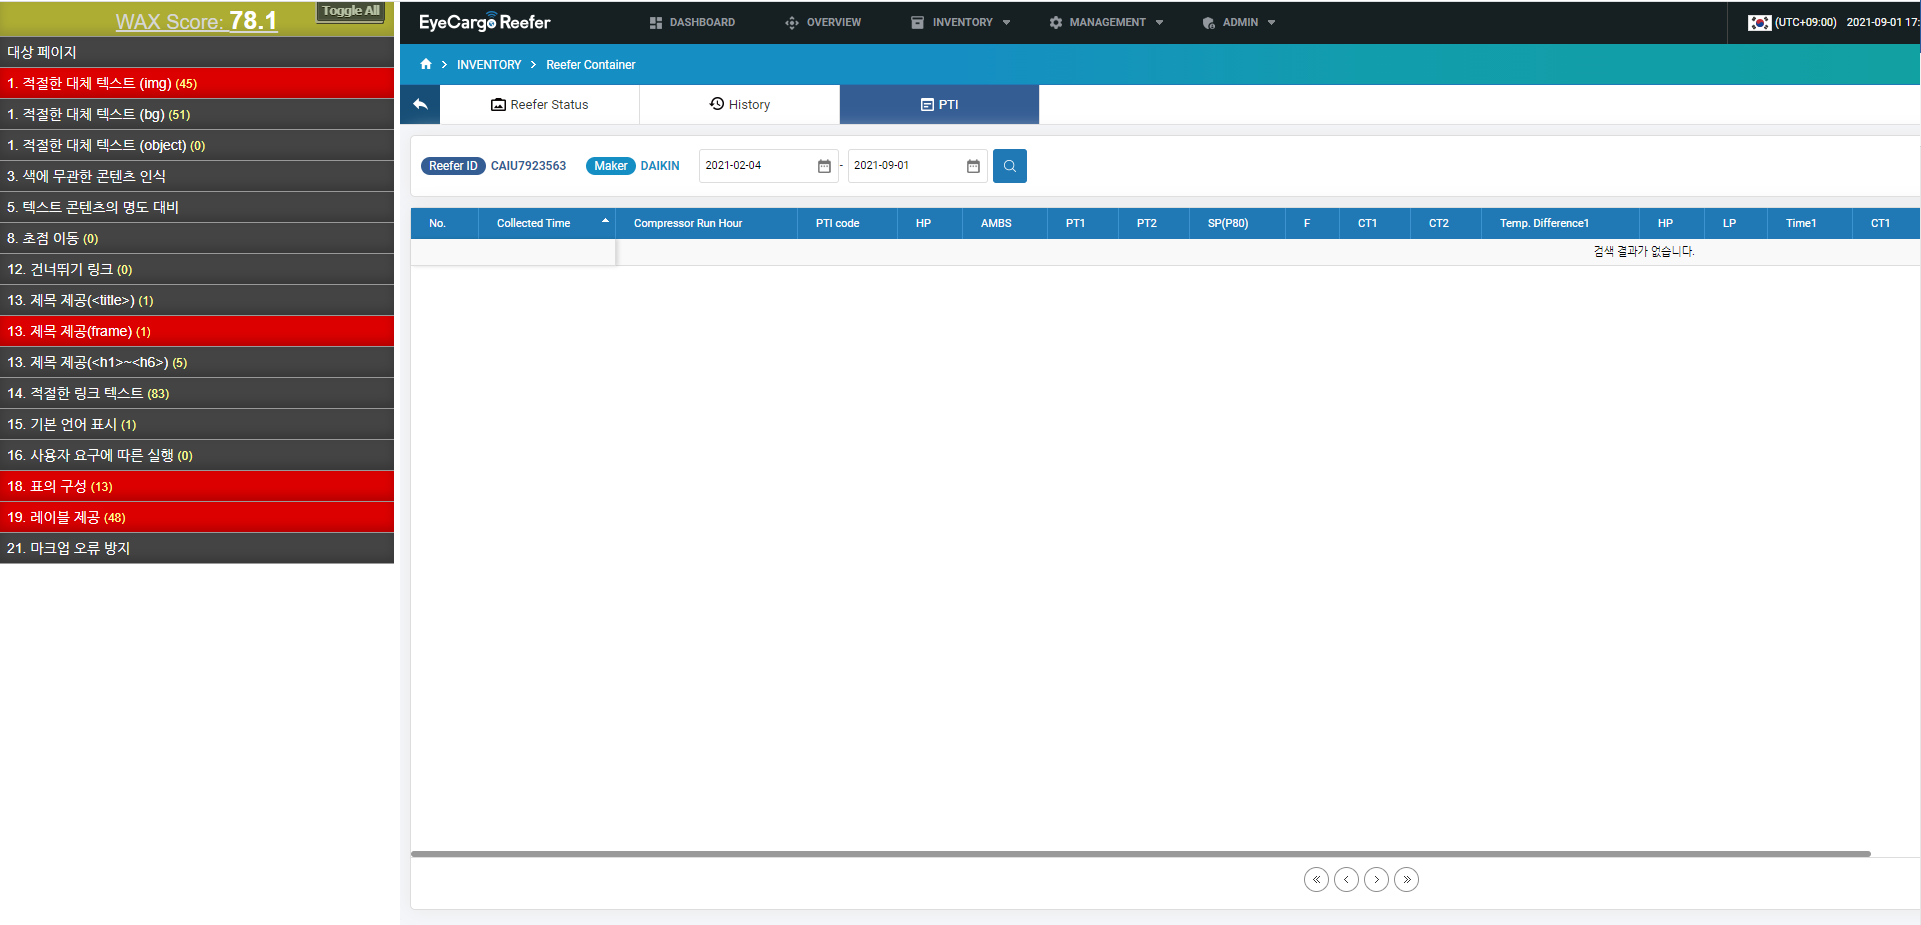 WAX Score: 78.1
Toggle All
대상 페이지
1. 적절한 대체 텍스트 (img) (45)
1. 적절한 대체 텍스트 (bg) (51)
1. 적절한 대체 텍스트 (object) (0)
3. 색에 무관한 콘텐츠 인식
5. 텍스트 콘텐츠의 명도 대비
8. 초점 이동 (0)
12. 건너뛰기 링크 (0)
13. 제목 제공(<title>) (1)
13. 제목 제공(frame) (1)
13. 제목 제공(<h1>~<h6>) (5)
14. 적절한 링크 텍스트 (83)
15. 기본 언어 표시 (1)
16. 사용자 요구에 따른 실행 (0)
18. 표의 구성 (13)
19. 레이블 제공 (48)
21. 마크업 오류 방지
EyeCargo Reefer DASHBOARD OVERVIEW INVENTORY MANAGEMENT ADMIN (UTC+09:00) 2021-09-01 17:
> INVENTORY > Reefer Container
Reefer Status History PTI
Reefer ID CAIU7923563 Maker DAIKIN 2021-02-04 - 2021-09-01
No. Collected Time Compressor Run Hour PTI code HP AMBS PT1 PT2 SP(P80) F CT1 CT2 Temp. Difference1 HP LP Time1 CT1
검색 결과가 없습니다.
« ‹ › »